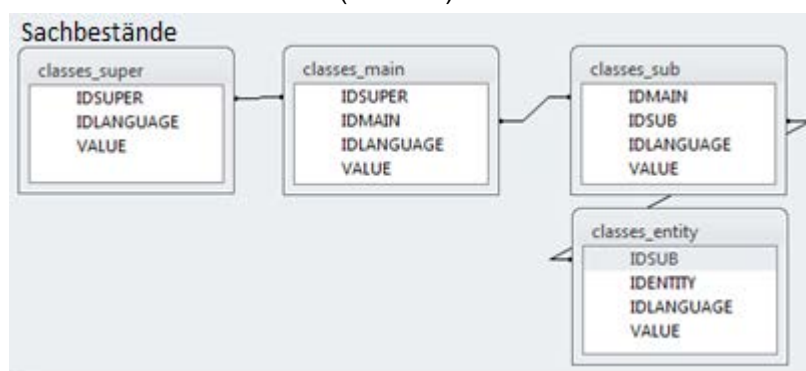 Sachbestände
classes_super
IDSUPER
IDLANGUAGE
VALUE
classes_main
IDSUPER
IDMAIN
IDLANGUAGE
VALUE
classes_sub
IDMAIN
IDSUB
IDLANGUAGE
VALUE
classes_entity
IDSUB
IDENTITY
IDLANGUAGE
VALUE